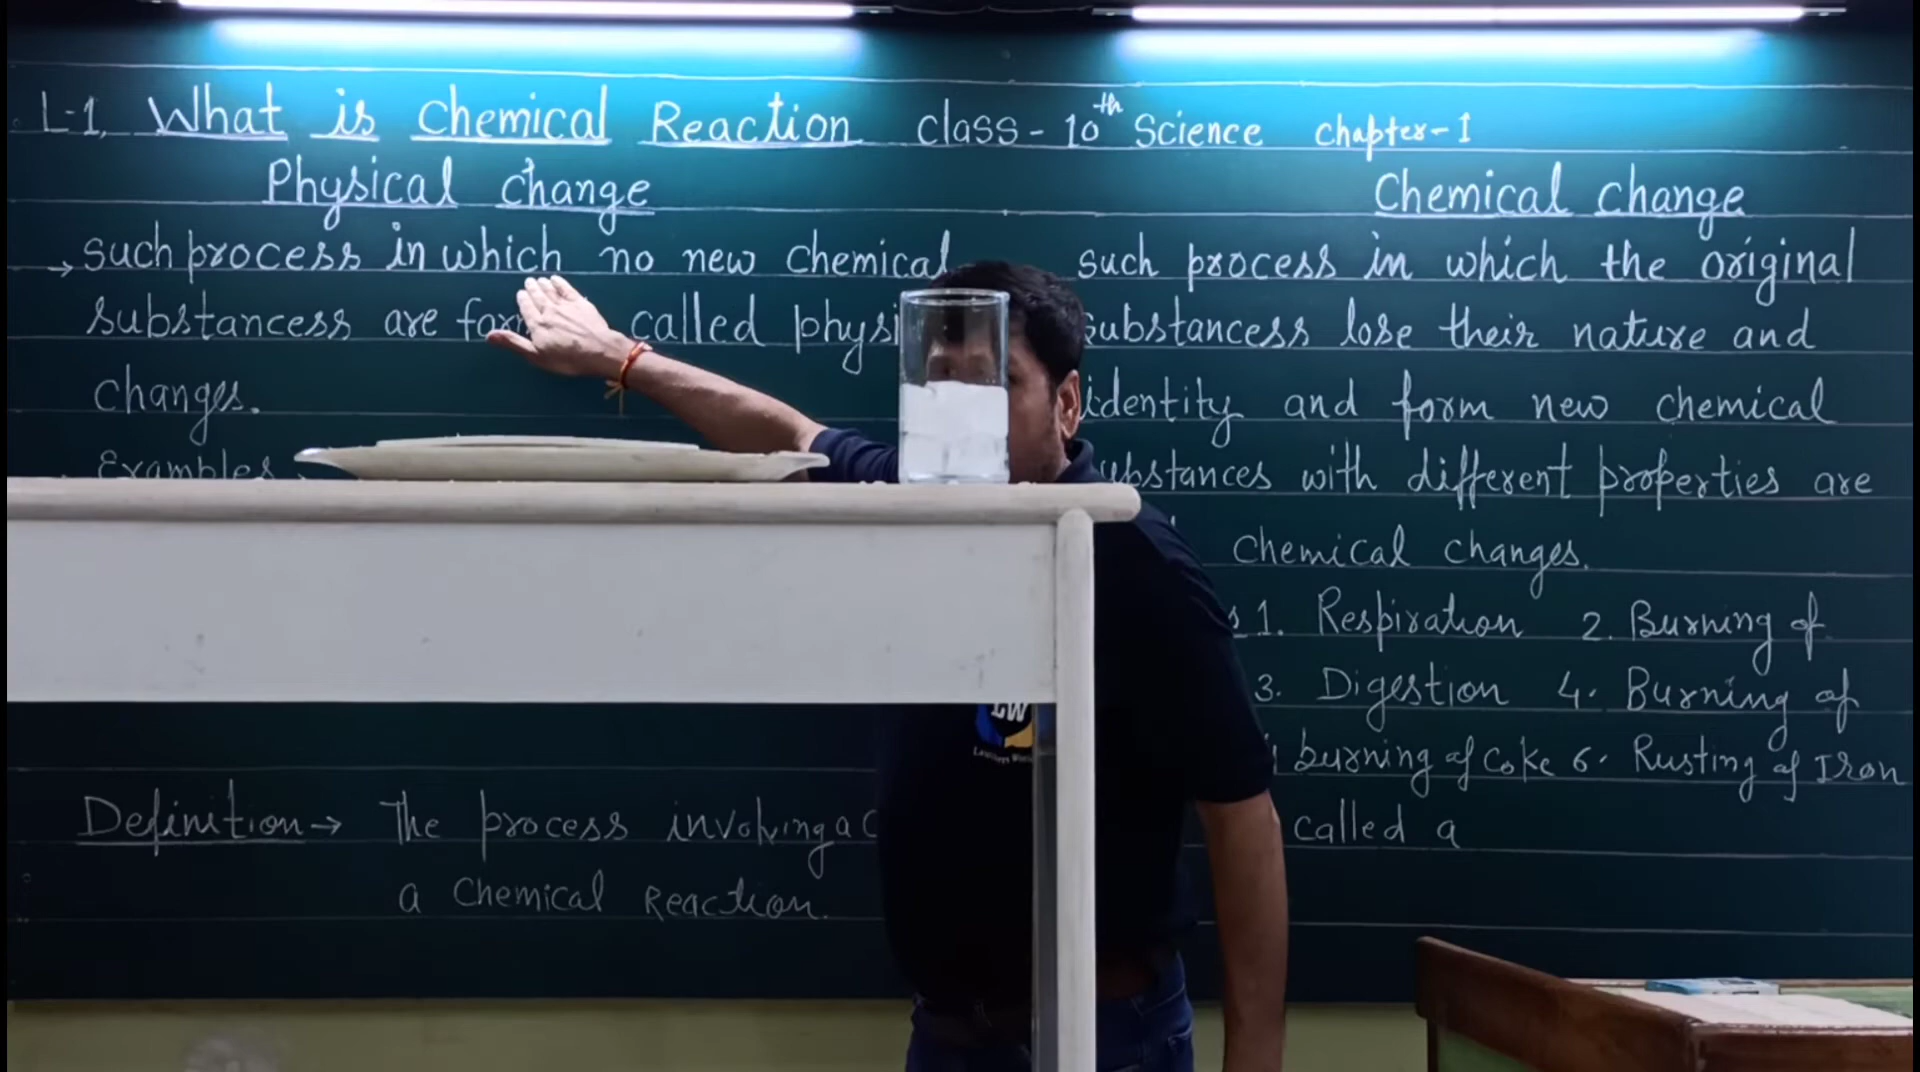 L-1. What is Chemical Reaction class - 10th Science chapter-1
Physical change
→ such process in which no new chemical
substancess are called
changes.
Examples
Chemical change
such process in which the original
substancess lose their nature and
identity and form new chemical
substances with different properties are
chemical changes.
1. Respiration 2. Burning of
3. Digestion 4. Burning of
burning of Coke 6. Rusting of Iron
Definition → The process involving a
called a
a Chemical Reaction.
LW